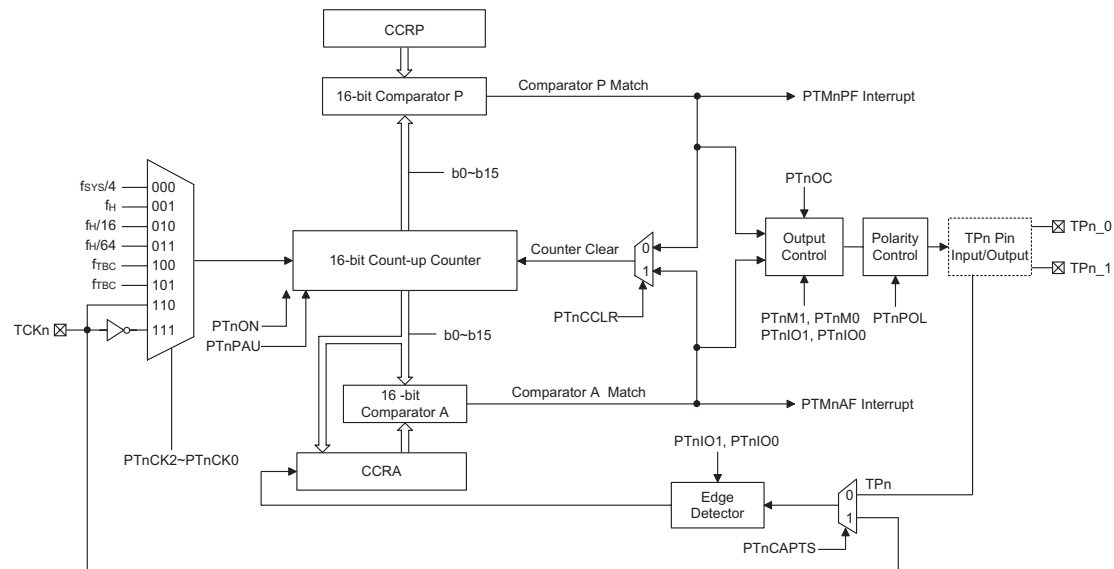 CCRP
16-bit Comparator P
Comparator P Match
PTMnPF Interrupt
b0~b15
fSYS/4
000
fH
001
fH/16
010
fH/64
011
fTBC
100
fTBC
101
110
111
TCKn
PTnCK2~PTnCK0
16-bit Count-up Counter
PTnON
PTnPAU
Counter Clear
0
1
PTnCCLR
PTnOC
Output
Control
PTnM1, PTnM0
PTnIO1, PTnIO0
Polarity
Control
PTnPOL
TPn Pin
Input/Output
TPn_0
TPn_1
b0~b15
16 -bit
Comparator A
Comparator A Match
PTMnAF Interrupt
CCRA
PTnIO1, PTnIO0
Edge
Detector
TPn
0
1
PTnCAPTS